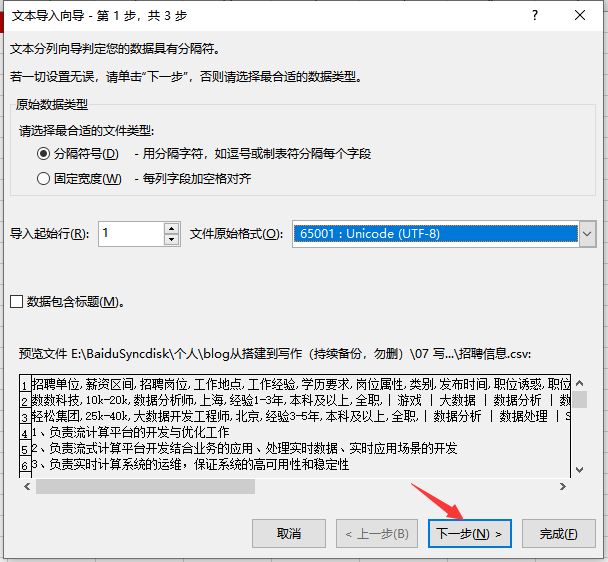 文本导入向导 - 第 1 步，共 3 步
文本分列向导判定您的数据具有分隔符。
若一切设置无误，请单击“下一步”，否则请选择最合适的数据类型。
原始数据类型
请选择最合适的文件类型:
分隔符号(D) - 用分隔字符，如逗号或制表符分隔每个字段
固定宽度(W) - 每列字段加空格对齐
导入起始行(R): 1 文件原始格式(O): 65001 : Unicode (UTF-8)
数据包含标题(M)。
预览文件 E:\BaiduSyncdisk\个人\blog从搭建到写作（持续备份，勿删）\07 写...\招聘信息.csv:
1 招聘单位,薪资区间,招聘岗位,工作地点,工作经验,学历要求,岗位属性,类别,发布时间,职位诱惑,职位
2 数数科技,10k-20k,数据分析师,上海,经验1-3年,本科及以上,全职,| 游戏 | 大数据 | 数据分析 | 数
3 轻松集团,25k-40k,大数据开发工程师,北京,经验3-5年,本科及以上,全职,| 数据分析 | 数据处理 | S
4 1、负责流计算平台的开发与优化工作
5 2、负责流式计算平台开发结合业务的应用、处理实时数据、实时应用场景的开发
6 3、负责实时计算系统的运维，保证系统的高可用性和稳定性
取消 < 上一步(B) 下一步(N) > 完成(F)